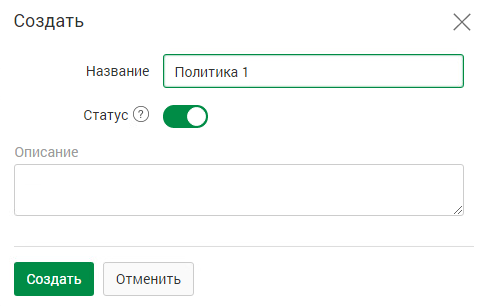 Создать
Название Политика 1
Статус ?
Описание
Создать Отменить